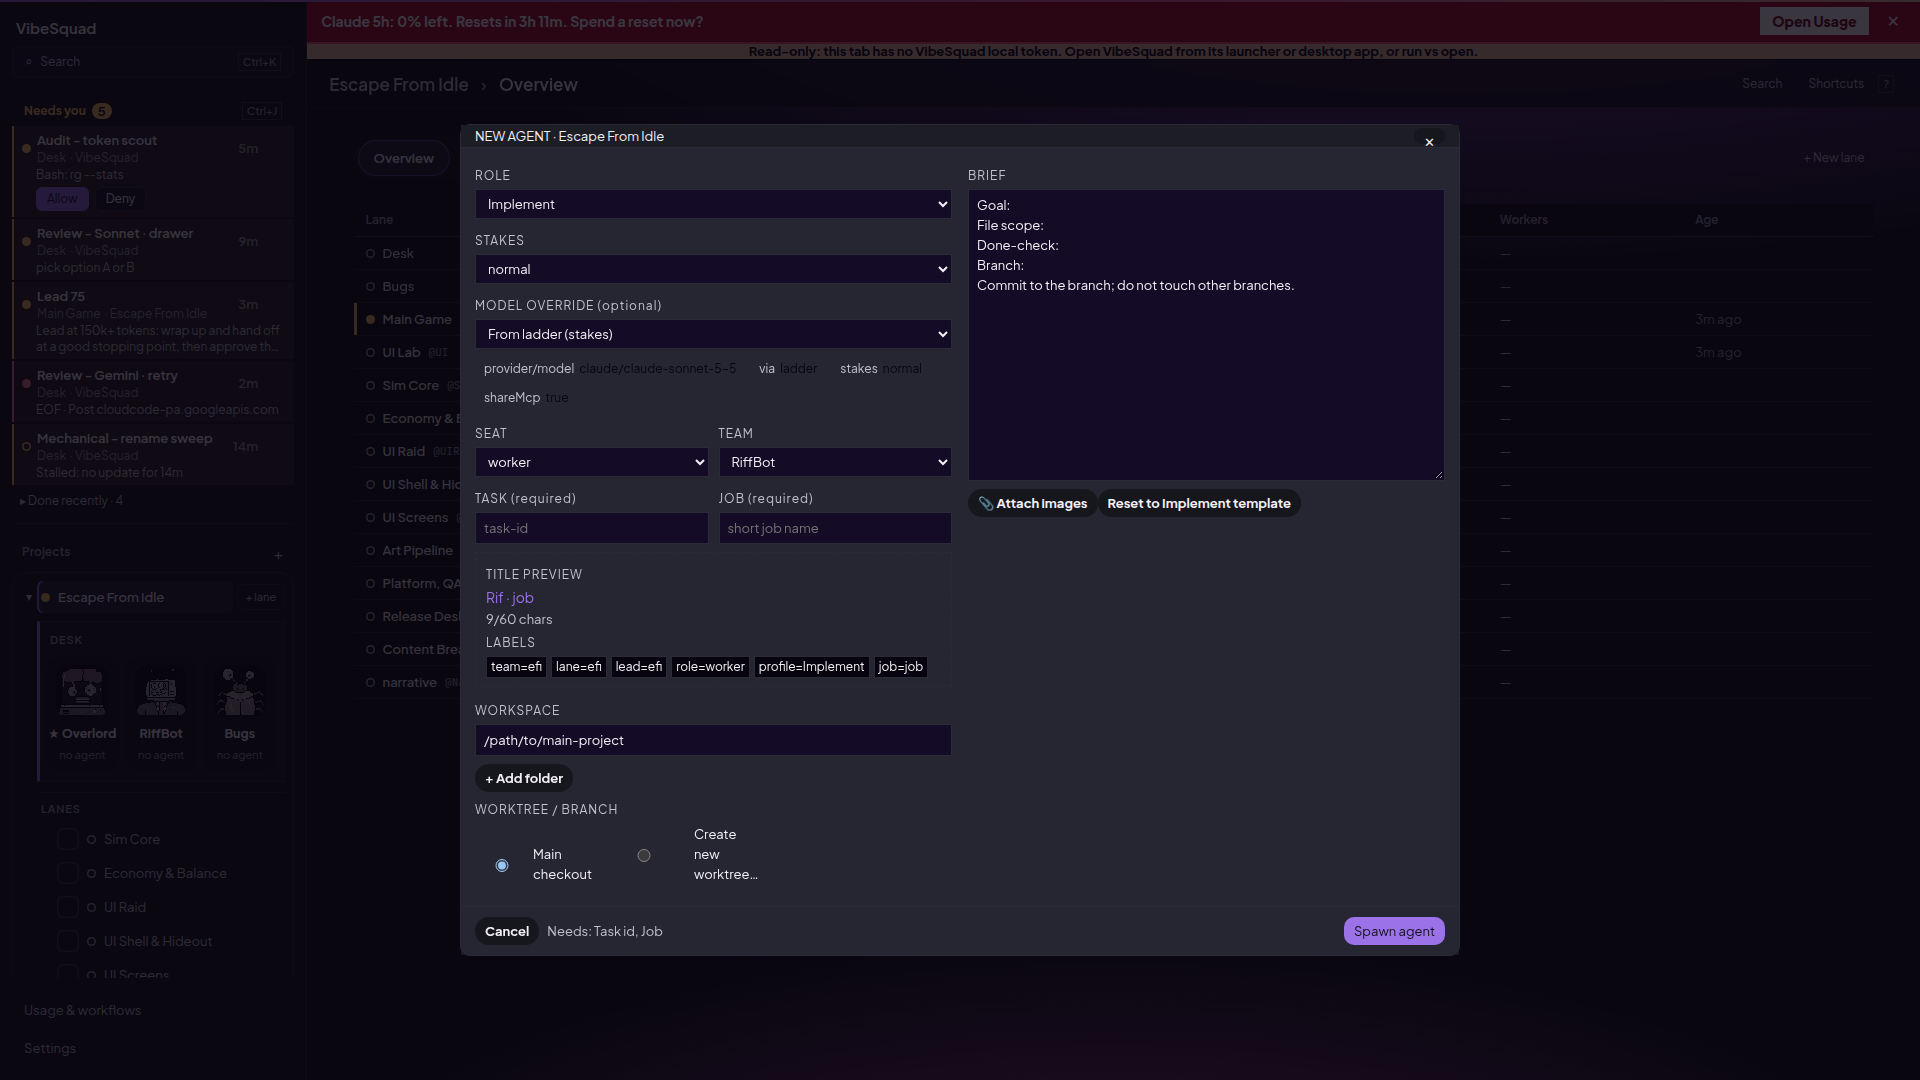 VibeSquad
Search
Ctrl+K
Needs you 5
Ctrl+J
Audit - token scout
5m
Desk · VibeSquad
Bash: rg --stats
Allow
Deny
Review - Sonnet · drawer
9m
Desk · VibeSquad
pick option A or B
Lead 75
3m
Main Game · Escape From Idle
Lead at 150k+ tokens: wrap up and hand off
at a good stopping point, then approve th...
Review - Gemini · retry
2m
Desk · VibeSquad
EOF · Post cloudcode-pa.googleapis.com
Mechanical - rename sweep
14m
Desk · VibeSquad
Stalled: no update for 14m
▸ Done recently · 4
Projects
+
▾ Escape From Idle
+ lane
DESK
★ Overlord
RiffBot
Bugs
no agent
no agent
no agent
LANES
Sim Core
Economy & Balance
UI Raid
UI Shell & Hideout
UI Screens
Usage & workflows
Settings
Claude 5h: 0% left. Resets in 3h 11m. Spend a reset now?
Open Usage
×
Read-only: this tab has no VibeSquad local token. Open VibeSquad from its launcher or desktop app, or run vs open.
Escape From Idle › Overview
Search
Shortcuts ?
Overview
+ New lane
Lane
Workers
Age
Desk
—
Bugs
—
Main Game
—
3m ago
UI Lab @UI
—
3m ago
Sim Core
—
Economy &
—
UI Raid @UIR
—
UI Shell & Hid
—
UI Screens
—
Art Pipeline
—
Platform, QA
—
Release Des
—
Content Brea
—
narrative
—
NEW AGENT · Escape From Idle
×
ROLE
Implement
STAKES
normal
MODEL OVERRIDE (optional)
From ladder (stakes)
provider/model claude/claude-sonnet-5-5 via ladder stakes normal
shareMcp true
SEAT
TEAM
worker
RiffBot
TASK (required)
JOB (required)
task-id
short job name
TITLE PREVIEW
Rif · job
9/60 chars
LABELS
team=efi lane=efi lead=efi role=worker profile=Implement job=job
WORKSPACE
/path/to/main-project
+ Add folder
WORKTREE / BRANCH
Main
checkout
Create
new
worktree...
BRIEF
Goal:
File scope:
Done-check:
Branch:
Commit to the branch; do not touch other branches.
Attach images
Reset to Implement template
Cancel
Needs: Task id, Job
Spawn agent